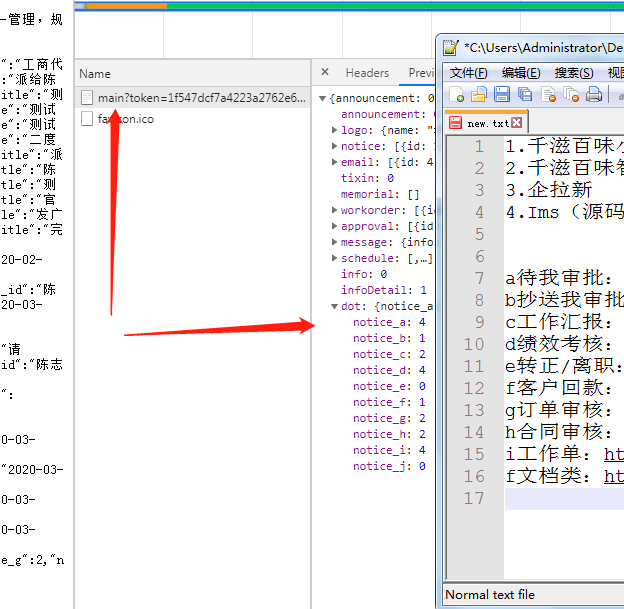 -管理，规
":"工商代
:"派给陈
itle":"测
e":"测试
e":"测试
e":"二度
itle":"派
tle":"陈
tle":"测
tle":"官
le":"发广
itle":"完
20-02-
_id":"陈
20-03-
"请
id":"陈志
":
0-03-
"2020-03-
0-03-
0-03-
e_g":2,"n
Name
main?token=1f547dcf7a4223a2762e6...
favicon.ico
× Headers Previ
{announcement: 0
announcement: 
logo: {name: "
notice: [{id:
email: [{id: 4
tixin: 0
memorial: []
workorder: [{i
approval: [{id
message: {info
schedule: [,…]
info: 0
infoDetail: 1
dot: {notice_a
notice_a: 4
notice_b: 1
notice_c: 2
notice_d: 4
notice_e: 0
notice_f: 1
notice_g: 2
notice_h: 2
notice_i: 4
notice_j: 0
*C:\Users\Administrator\De
文件(F) 编辑(E) 搜索(S) 视
new.txt
1 1.千滋百味
2 2.千滋百味
3 3.企拉新
4 4.Ims（源码
5
6
7 a待我审批：
8 b抄送我审批
9 c工作汇报：
10 d绩效考核：
11 e转正/离职：
12 f客户回款：
13 g订单审核：
14 h合同审核：
15 i工作单：ht
16 f文档类：ht
17
Normal text file